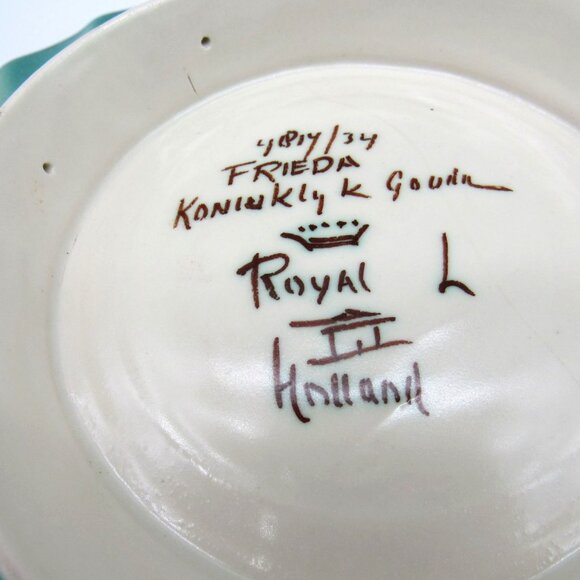 4814/34
FRIEDA
KONINKLYK GOUDA
ROYAL L
Holland